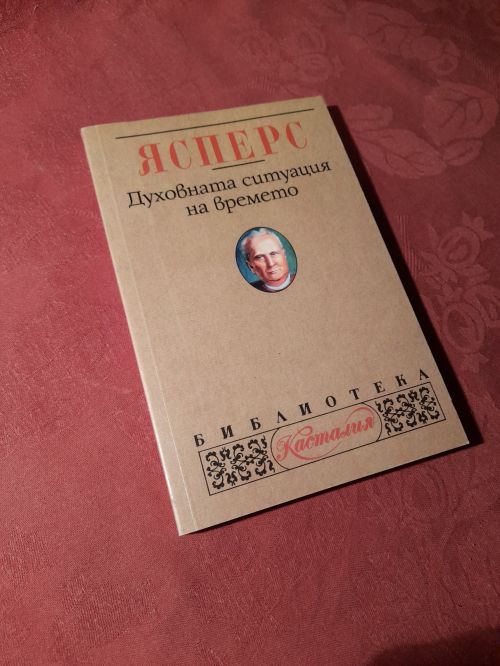 ЯСПЕРС
Духовната ситуация
на времето
БИБЛИОТЕКА
Касталия